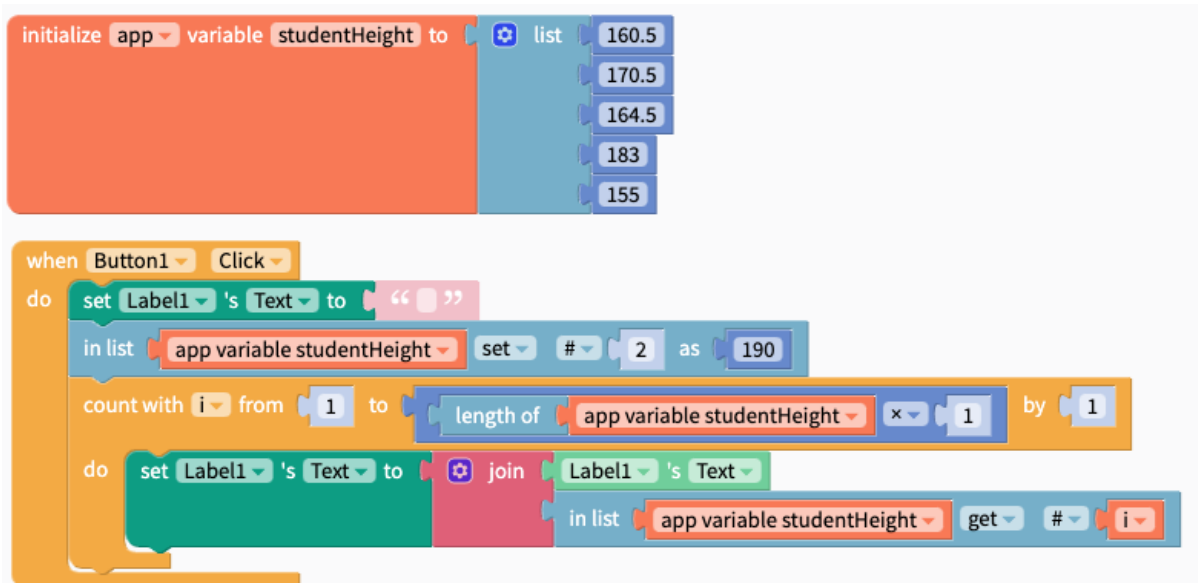 initialize app variable studentHeight to list 160.5
170.5
164.5
183
155
when Button1 Click
do set Label1 's Text to “ ”
in list app variable studentHeight set # 2 as 190
count with i from 1 to length of app variable studentHeight × 1 by 1
do set Label1 's Text to join Label1 's Text
in list app variable studentHeight get # i